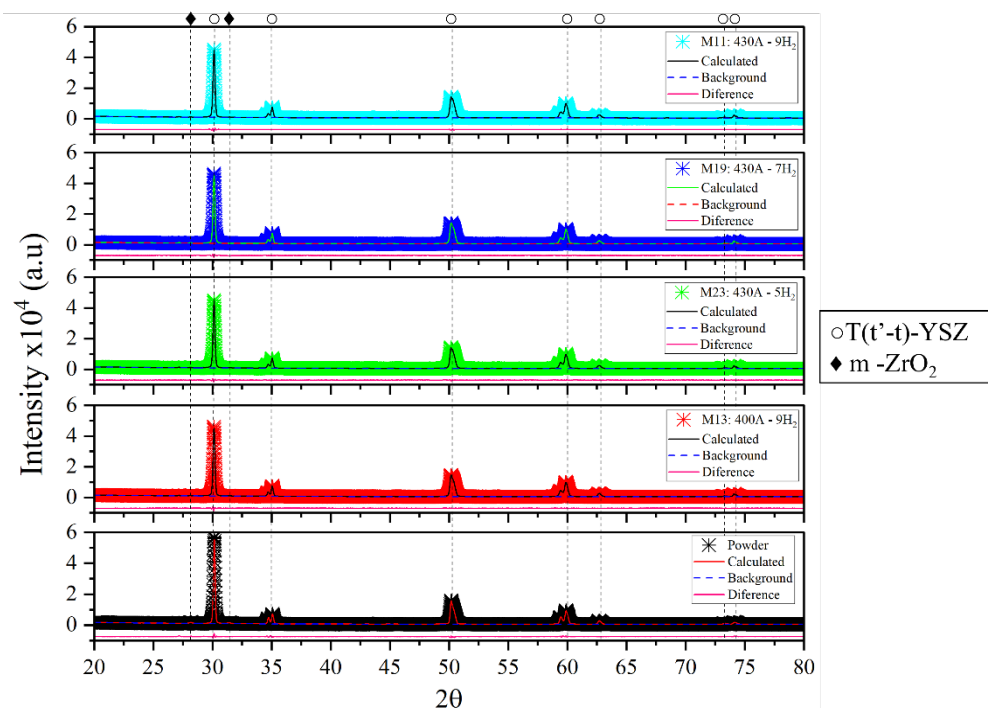 Intensity x10⁴ (a.u)
6
4
2
0
M11: 430A - 9H₂
Calculated
Background
Diference
6
4
2
0
M19: 430A - 7H₂
Calculated
Background
Diference
6
4
2
0
M23: 430A - 5H₂
Calculated
Background
Diference
6
4
2
0
M13: 400A - 9H₂
Calculated
Background
Diference
6
4
2
0
Powder
Calculated
Background
Diference
20 25 30 35 40 45 50 55 60 65 70 75 80
2θ
T(t'-t)-YSZ
m -ZrO₂